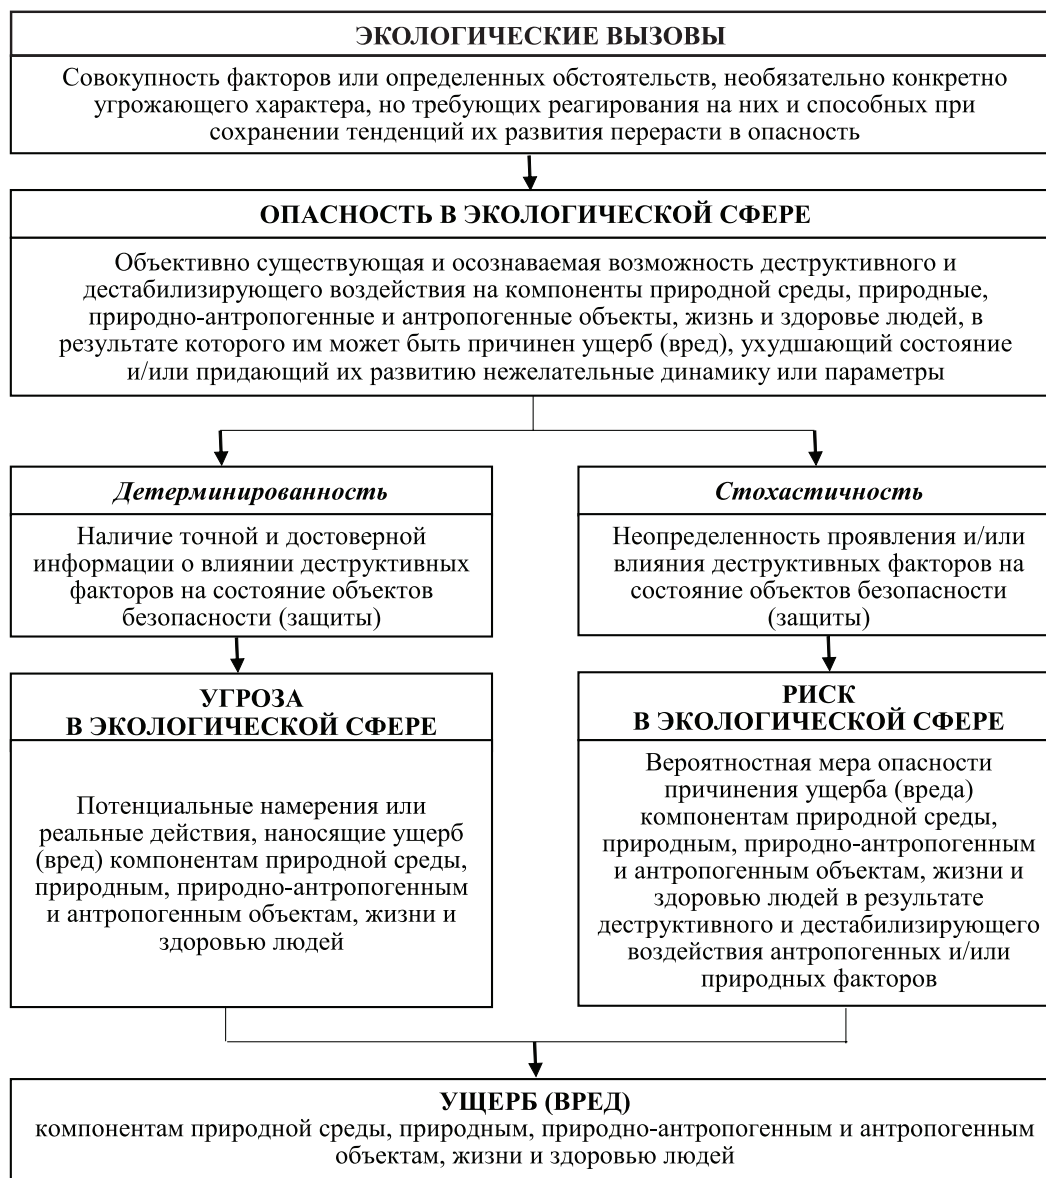 ЭКОЛОГИЧЕСКИЕ ВЫЗОВЫ
Совокупность факторов или определенных обстоятельств, необязательно конкретно
угрожающего характера, но требующих реагирования на них и способных при
сохранении тенденций их развития перерасти в опасность
ОПАСНОСТЬ В ЭКОЛОГИЧЕСКОЙ СФЕРЕ
Объективно существующая и осознаваемая возможность деструктивного и
дестабилизирующего воздействия на компоненты природной среды, природные,
природно-антропогенные и антропогенные объекты, жизнь и здоровье людей, в
результате которого им может быть причинен ущерб (вред), ухудшающий состояние
и/или придающий их развитию нежелательные динамику или параметры
Детерминированность
Наличие точной и достоверной
информации о влиянии деструктивных
факторов на состояние объектов
безопасности (защиты)
Стохастичность
Неопределенность проявления и/или
влияния деструктивных факторов на
состояние объектов безопасности
(защиты)
УГРОЗА
В ЭКОЛОГИЧЕСКОЙ СФЕРЕ
Потенциальные намерения или
реальные действия, наносящие ущерб
(вред) компонентам природной среды,
природным, природно-антропогенным
и антропогенным объектам, жизни и
здоровью людей
РИСК
В ЭКОЛОГИЧЕСКОЙ СФЕРЕ
Вероятностная мера опасности
причинения ущерба (вреда)
компонентам природной среды,
природным, природно-антропогенным
и антропогенным объектам, жизни и
здоровью людей в результате
деструктивного и дестабилизирующего
воздействия антропогенных и/или
природных факторов
УЩЕРБ (ВРЕД)
компонентам природной среды, природным, природно-антропогенным и антропогенным
объектам, жизни и здоровью людей